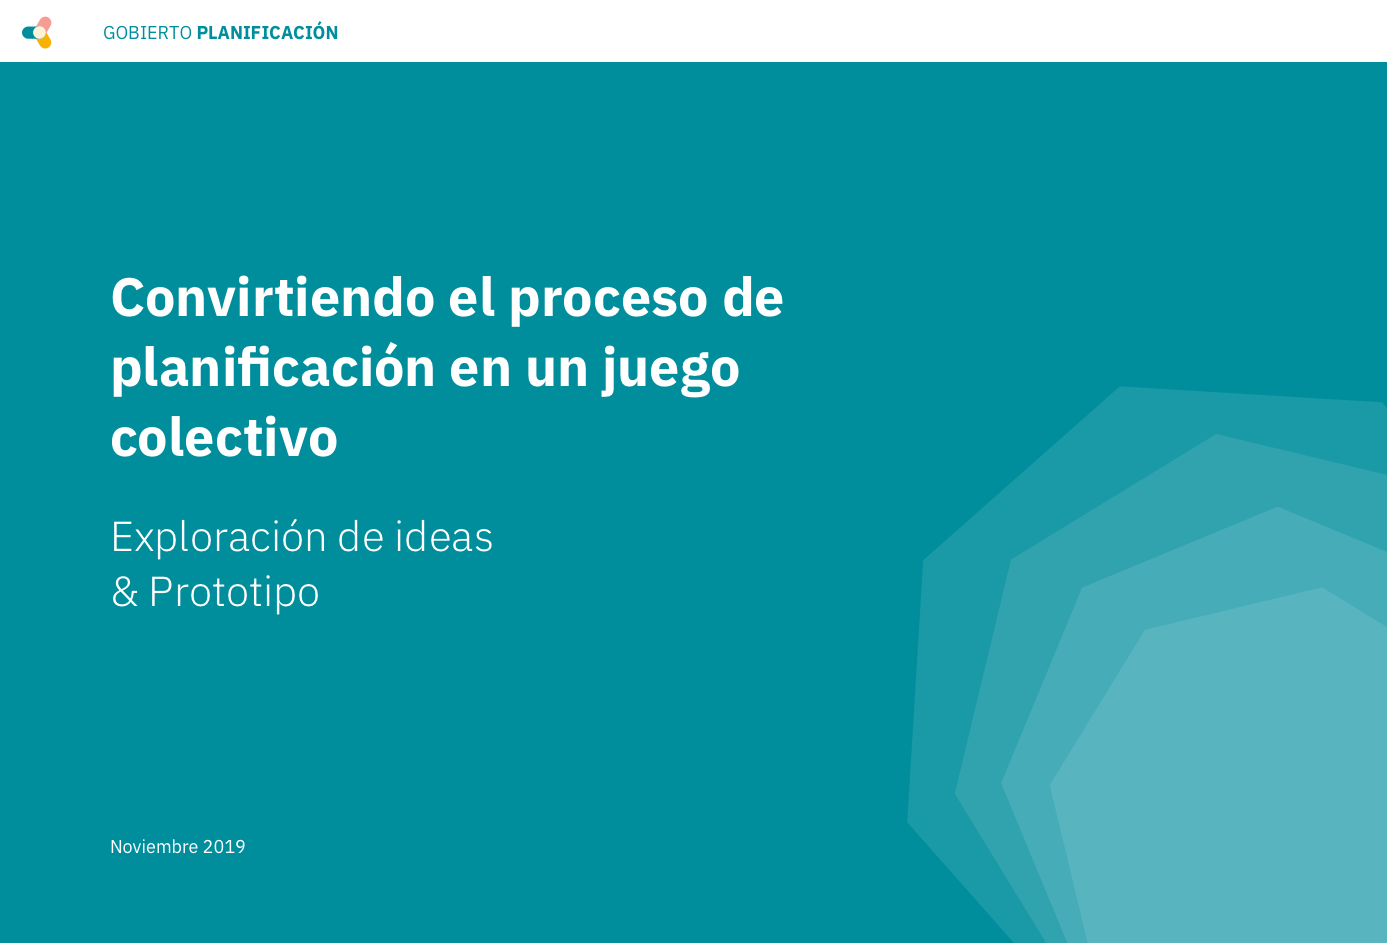 GOBIERTO PLANIFICACIÓN
Convirtiendo el proceso de
planificación en un juego
colectivo
Exploración de ideas
& Prototipo
Noviembre 2019